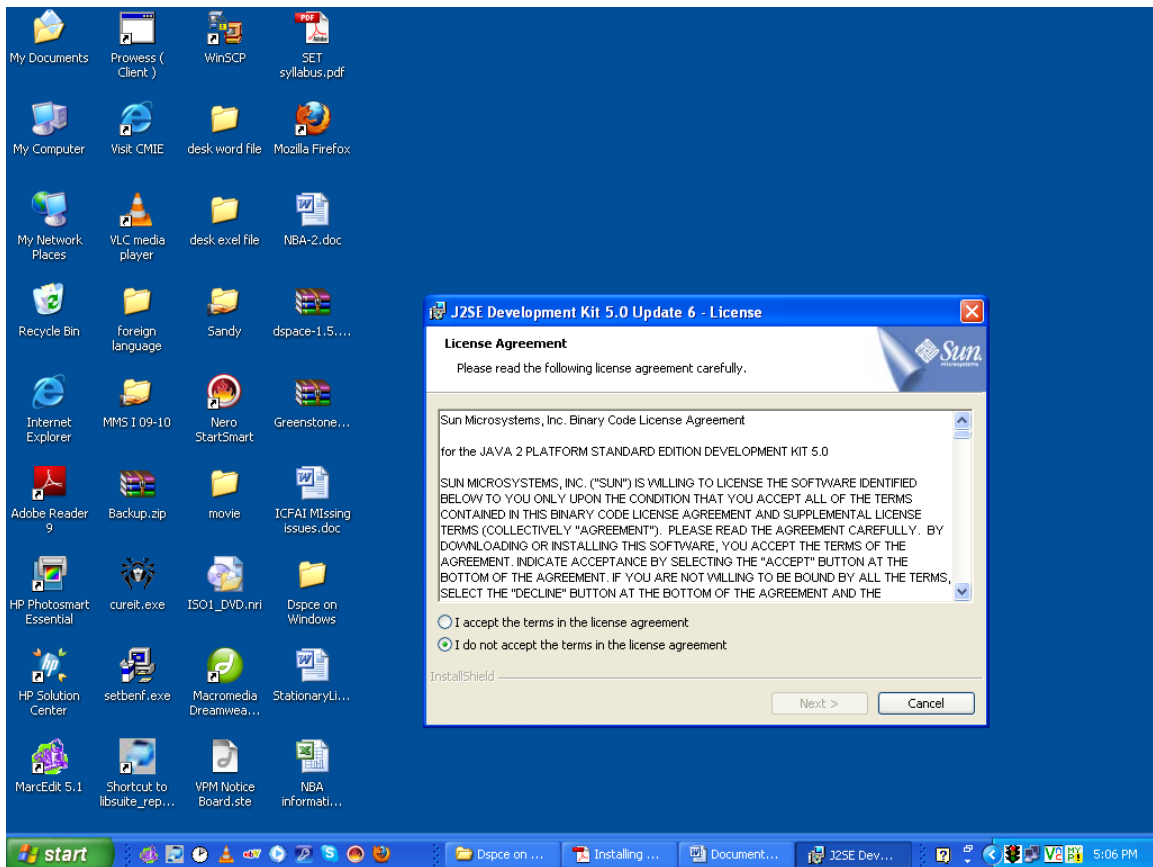 My Documents
Prowess (
Client )
WinSCP
PDF
Adobe
SET
syllabus.pdf
My Computer
Visit CMIE
desk word file
Mozilla Firefox
My Network
Places
VLC media
player
desk exel file
NBA-2.doc
Recycle Bin
foreign
language
Sandy
dspace-1.5....
Internet
Explorer
MMS I 09-10
Nero
StartSmart
Greenstone...
Adobe Reader
9
Backup.zip
movie
ICFAI MIssing
issues.doc
HP Photosmart
Essential
cureit.exe
ISO1_DVD.nri
Dspce on
Windows
HP Solution
Center
setbenf.exe
Macromedia
Dreamwea...
StationaryLi...
MarcEdit 5.1
Shortcut to
libsuite_rep...
VPM Notice
Board.ste
NBA
informati...
J2SE Development Kit 5.0 Update 6 - License
License Agreement
Please read the following license agreement carefully.
Sun
microsystems
Sun Microsystems, Inc. Binary Code License Agreement
for the JAVA 2 PLATFORM STANDARD EDITION DEVELOPMENT KIT 5.0
SUN MICROSYSTEMS, INC. ("SUN") IS WILLING TO LICENSE THE SOFTWARE IDENTIFIED
BELOW TO YOU ONLY UPON THE CONDITION THAT YOU ACCEPT ALL OF THE TERMS
CONTAINED IN THIS BINARY CODE LICENSE AGREEMENT AND SUPPLEMENTAL LICENSE
TERMS (COLLECTIVELY "AGREEMENT"). PLEASE READ THE AGREEMENT CAREFULLY. BY
DOWNLOADING OR INSTALLING THIS SOFTWARE, YOU ACCEPT THE TERMS OF THE
AGREEMENT. INDICATE ACCEPTANCE BY SELECTING THE "ACCEPT" BUTTON AT THE
BOTTOM OF THE AGREEMENT. IF YOU ARE NOT WILLING TO BE BOUND BY ALL THE TERMS,
SELECT THE "DECLINE" BUTTON AT THE BOTTOM OF THE AGREEMENT AND THE
I accept the terms in the license agreement
I do not accept the terms in the license agreement
InstallShield
Next >
Cancel
start
Dspce on ...
Installing ...
Document...
J2SE Dev...
5:06 PM